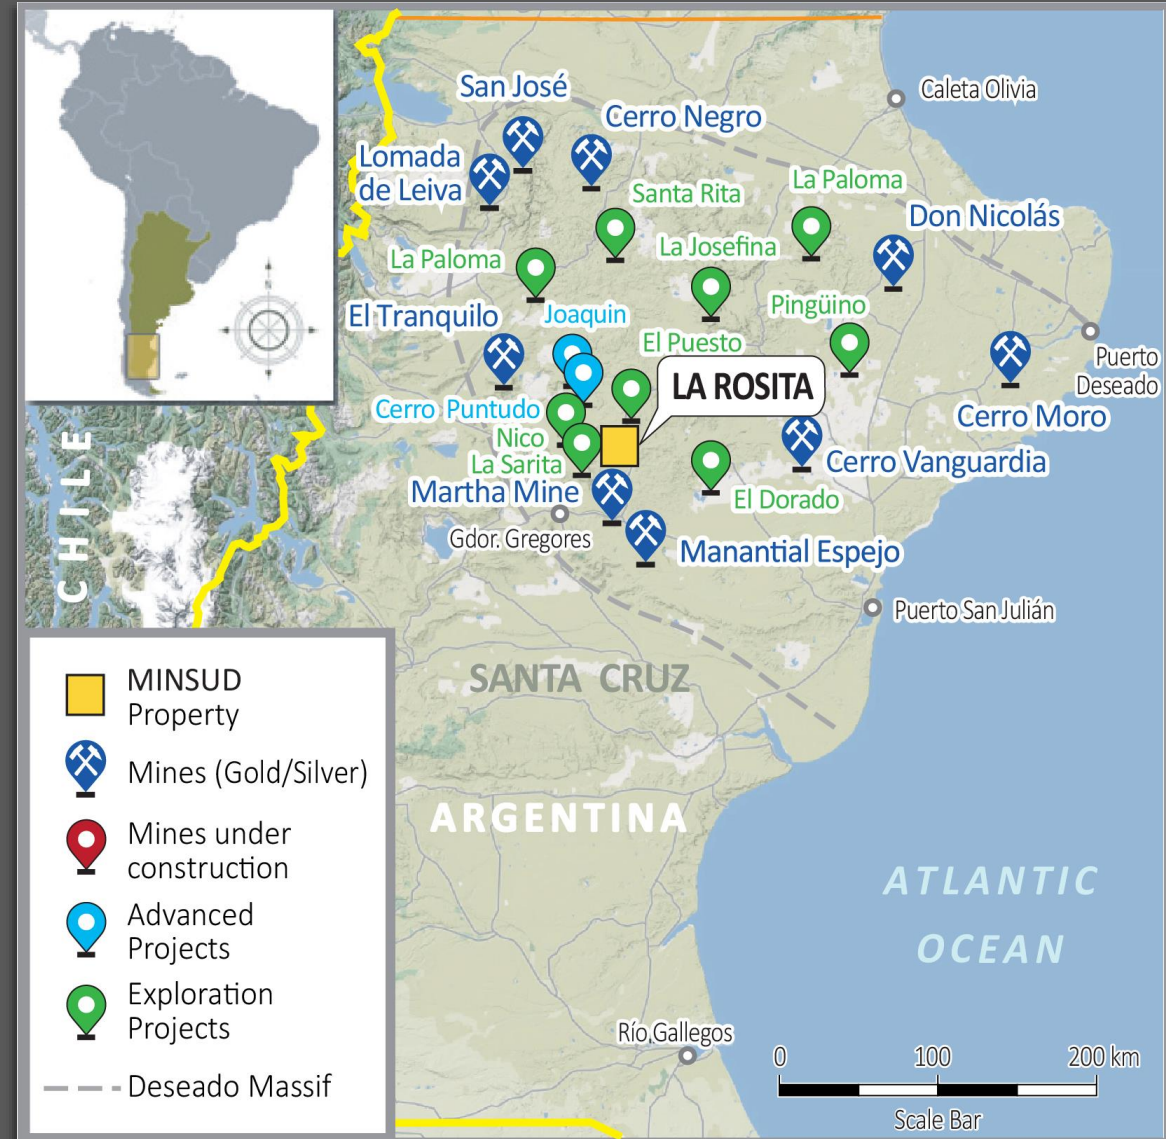 N
San José
Caleta Olivia
Cerro Negro
Lomada
de Leiva
Santa Rita
La Paloma
Don Nicolás
La Josefina
La Paloma
Pingüino
El Tranquilo
Joaquin
El Puesto
Puerto
Deseado
LA ROSITA
Cerro Puntudo
Cerro Moro
Nico
La Sarita
Cerro Vanguardia
Martha Mine
El Dorado
Gdor. Gregores
Manantial Espejo
CHILE
Puerto San Julián
SANTA CRUZ
MINSUD
Property
Mines (Gold/Silver)
Mines under
construction
Advanced
Projects
Exploration
Projects
Deseado Massif
ARGENTINA
ATLANTIC
OCEAN
Río Gallegos
0 100 200 km
Scale Bar